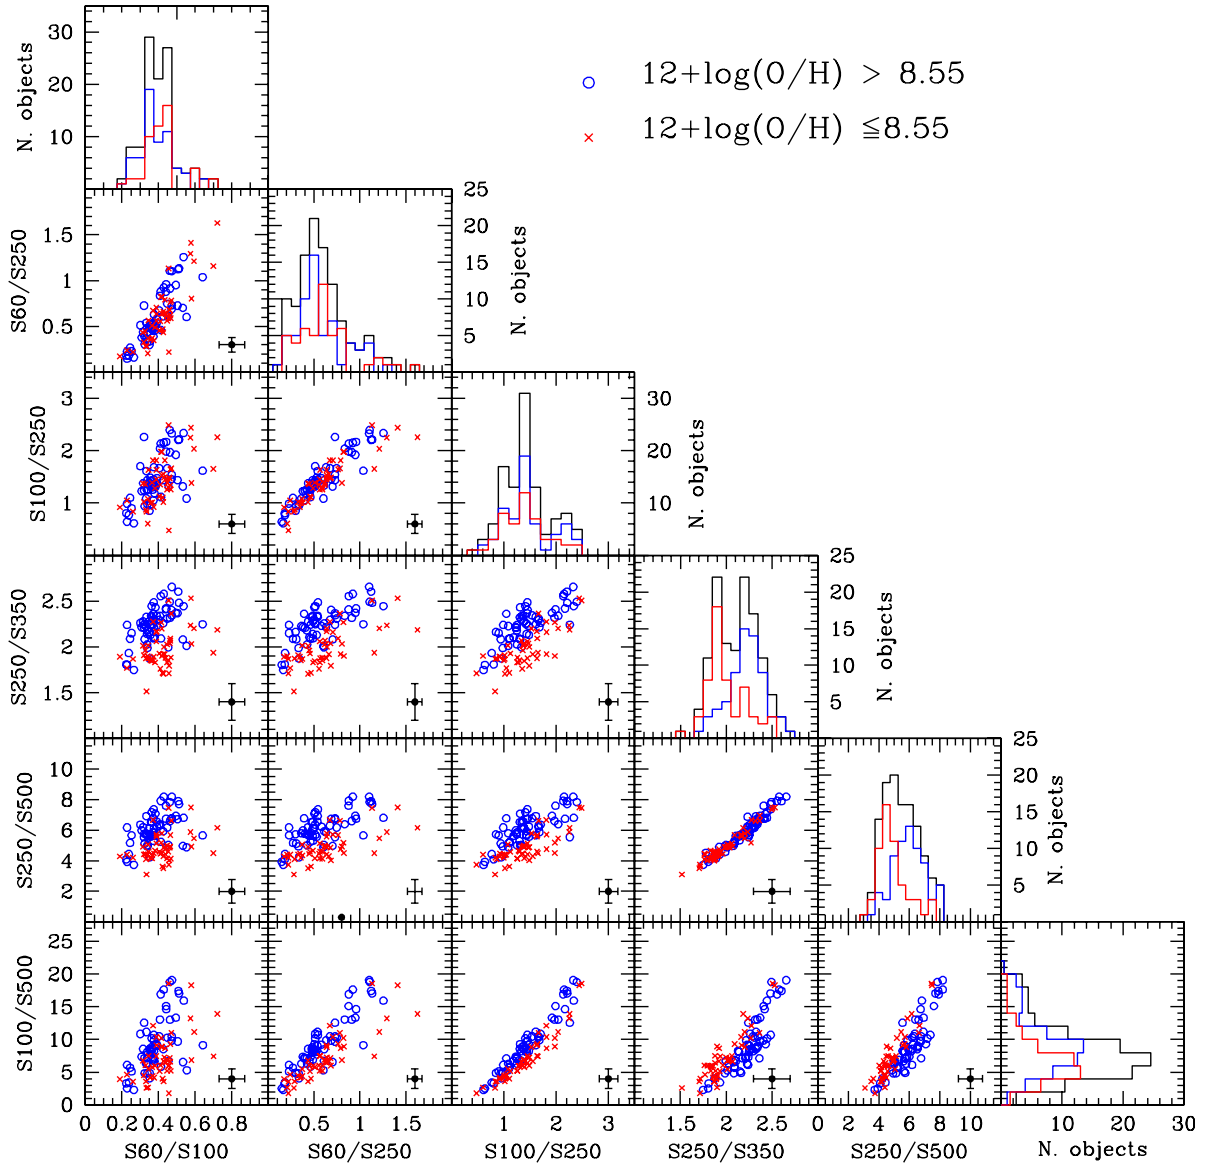 30
20
10
N. objects
12+log(O/H) > 8.55
12+log(O/H) ≦8.55
1.5
1
0.5
S60/S250
25
20
15
10
5
N. objects
3
2
1
S100/S250
30
20
10
N. objects
2.5
2
1.5
S250/S350
25
20
15
10
5
N. objects
10
8
6
4
2
S250/S500
25
20
15
10
5
N. objects
25
20
15
10
5
0
S100/S500
0 0.2 0.4 0.6 0.8
0.5 1 1.5
1 2 3
1.5 2 2.5
0 2 4 6 8 10
10 20 30
S60/S100
S60/S250
S100/S250
S250/S350
S250/S500
N. objects